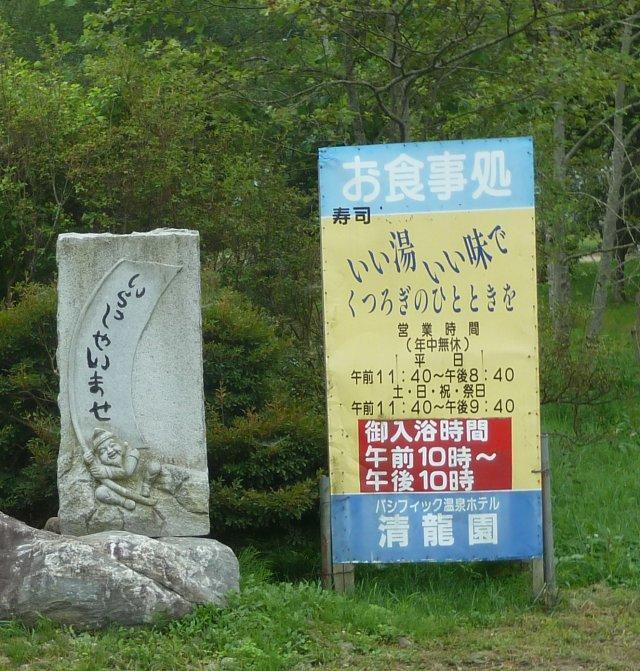 いらっしゃいませ
お食事処
寿司
いい湯いい味で
くつろぎのひとときを
営業時間
(年中無休)
平日
午前11:40〜午後8:40
土・日・祝・祭日
午前11:40〜午後9:40
御入浴時間
午前10時〜
午後10時
パシフィック温泉ホテル
清龍園